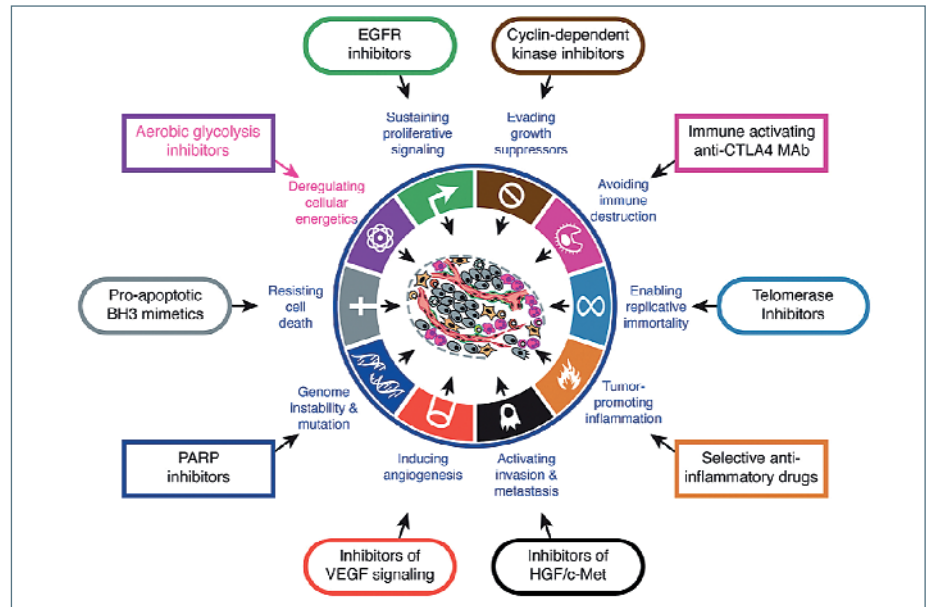 EGFR
inhibitors
Cyclin-dependent
kinase inhibitors
Sustaining
proliferative
signaling
Evading
growth
suppressors
Aerobic glycolysis
inhibitors
Immune activating
anti-CTLA4 MAb
Deregulating
cellular
energetics
Avoiding
immune
destruction
Pro-apoptotic
BH3 mimetics
Resisting
cell
death
Enabling
replicative
immortality
Telomerase
Inhibitors
Genome
instability &
mutation
Tumor-
promoting
inflammation
PARP
inhibitors
Inducing
angiogenesis
Activating
invasion &
metastasis
Selective anti-
inflammatory drugs
Inhibitors of
VEGF signaling
Inhibitors of
HGF/c-Met